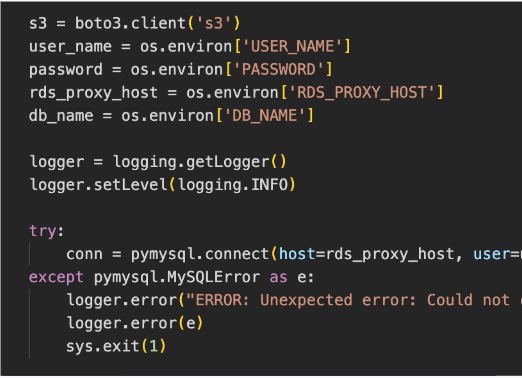 s3 = boto3.client('s3')
user_name = os.environ['USER_NAME']
password = os.environ['PASSWORD']
rds_proxy_host = os.environ['RDS_PROXY_HOST']
db_name = os.environ['DB_NAME']
logger = logging.getLogger()
logger.setLevel(logging.INFO)
try:
conn = pymysql.connect(host=rds_proxy_host, user=
except pymysql.MySQLError as e:
logger.error("ERROR: Unexpected error: Could not
logger.error(e)
sys.exit(1)